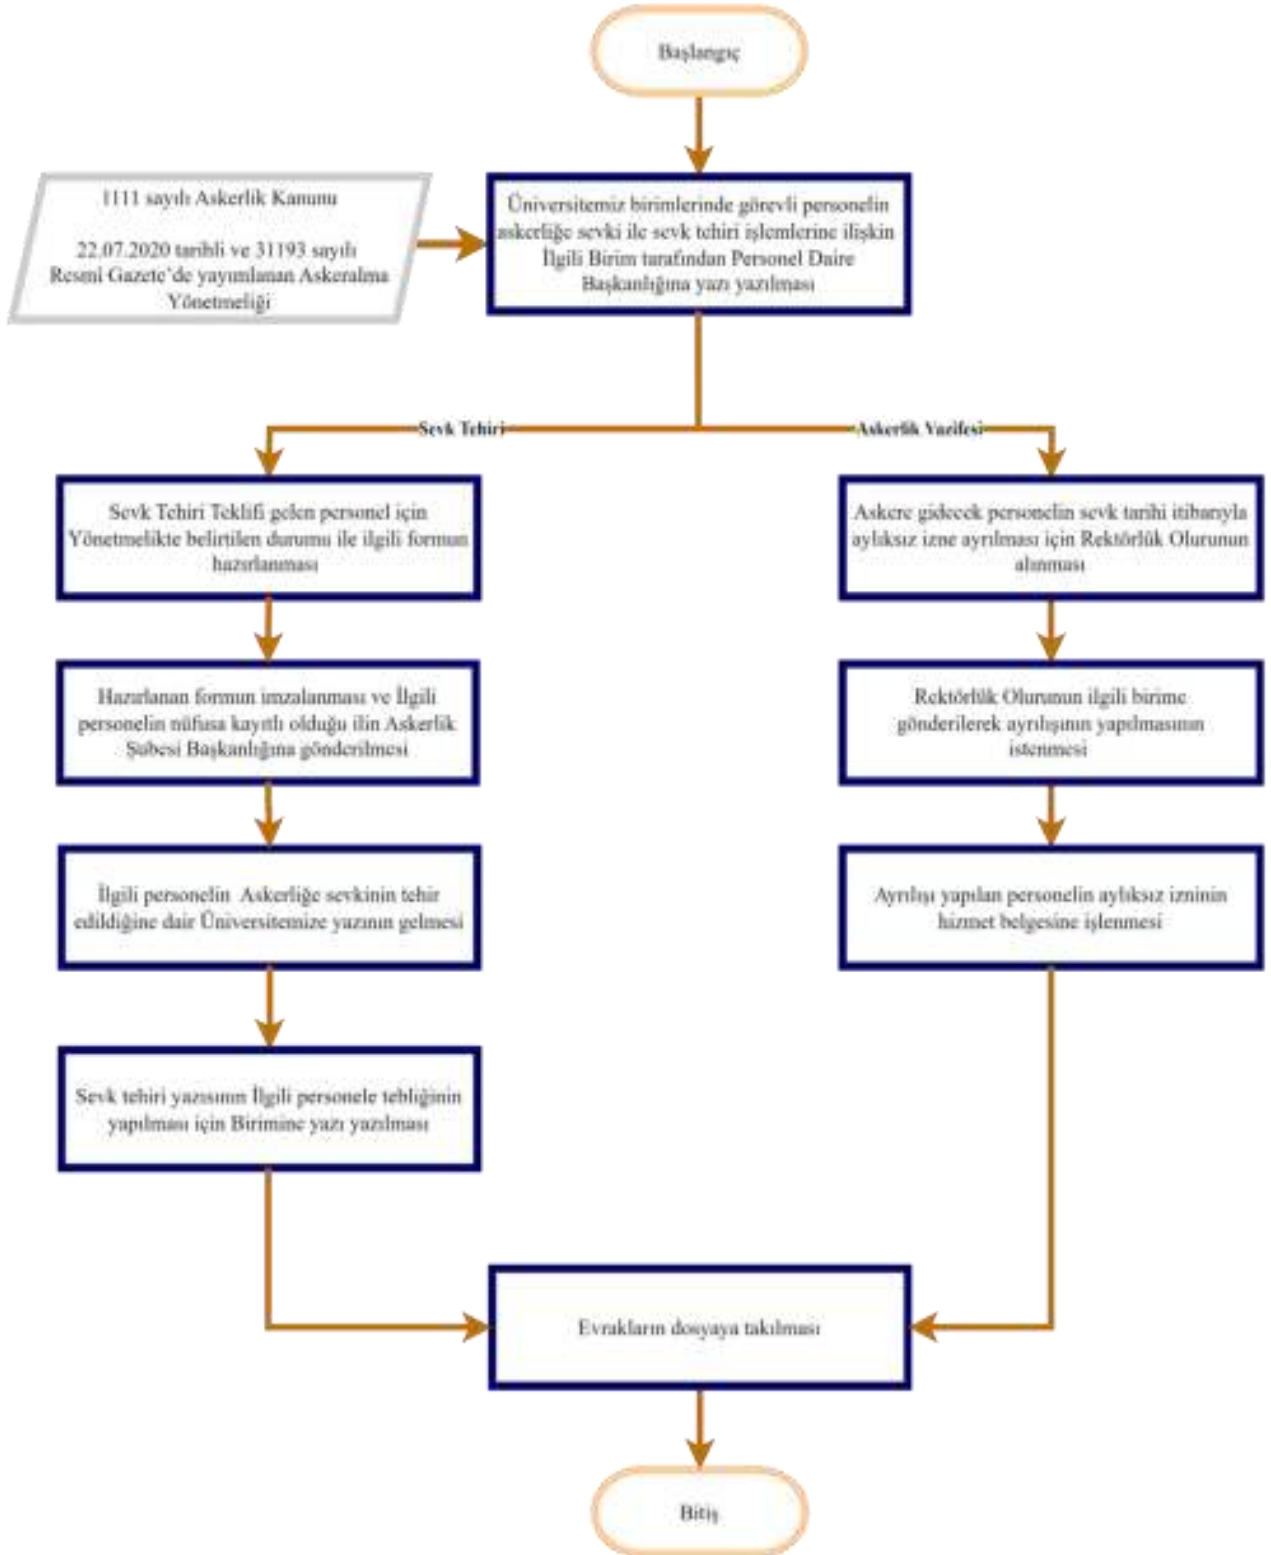 Başlangıç
1111 sayılı Askerlik Kanunu
22.07.2020 tarihli ve 31193 sayılı
Resmi Gazete’de yayımlanan Askeralma
Yönetmeliği
Üniversitemiz birimlerinde görevli personelin
askerliğe sevki ile sevk tehiri işlemlerine ilişkin
İlgili Birim tarafından Personel Daire
Başkanlığına yazı yazılması
Sevk Tehiri
Askerlik Vazifesi
Sevk Tehiri Teklifi gelen personel için
Yönetmelikte belirtilen durumu ile ilgili formun
hazırlanması
Askere gidecek personelin sevk tarihi itibarıyla
aylıksız izne ayrılması için Rektörlük Olurunun
alınması
Hazırlanan formun imzalanması ve İlgili
personelin nüfusa kayıtlı olduğu ilin Askerlik
Şubesi Başkanlığına gönderilmesi
Rektörlük Olurunun ilgili birime
gönderilerek ayrılışının yapılmasının
istenmesi
İlgili personelin Askerliğe sevkinin tehir
edildiğine dair Üniversitemize yazının gelmesi
Ayrılışı yapılan personelin aylıksız izninin
hizmet belgesine işlenmesi
Sevk tehiri yazısının İlgili personele tebliğinin
yapılması için Birimine yazı yazılması
Evrakların dosyaya takılması
Bitiş